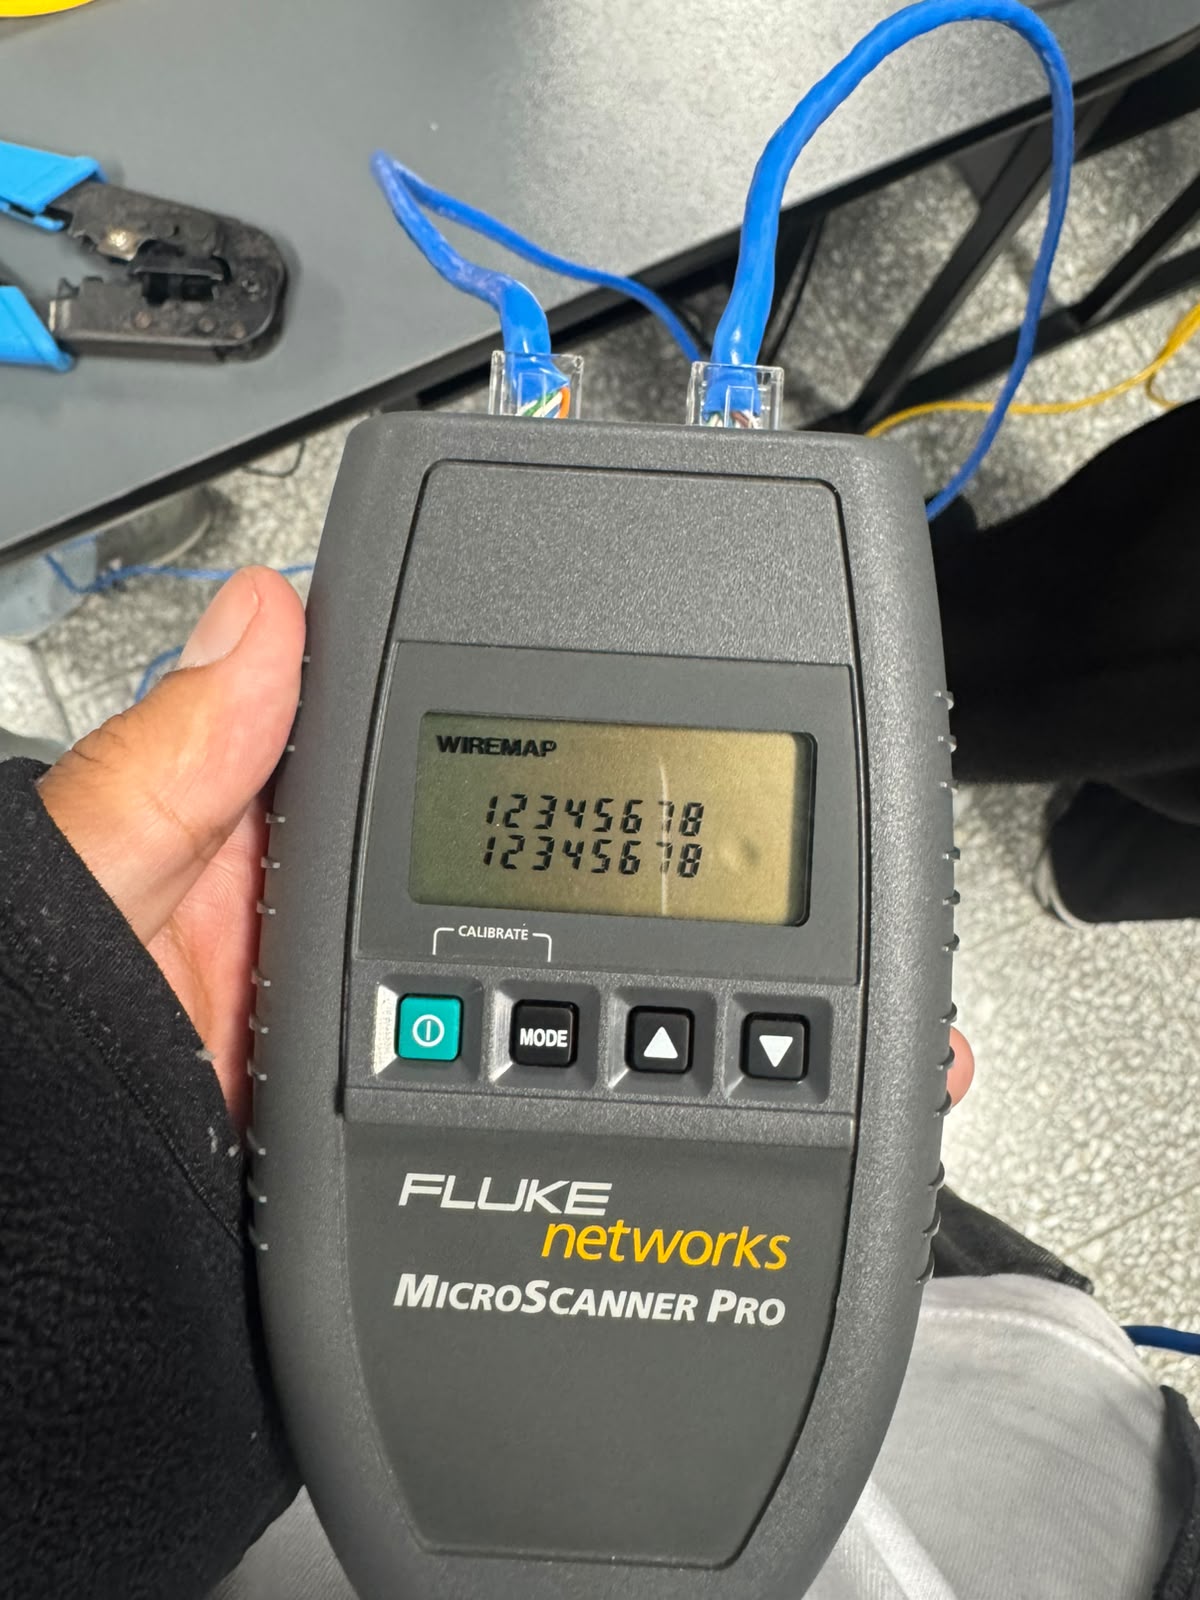 WIREMAP
12345678
12345678
CALIBRATE
MODE
FLUKE
networks
MICROSCANNER PRO